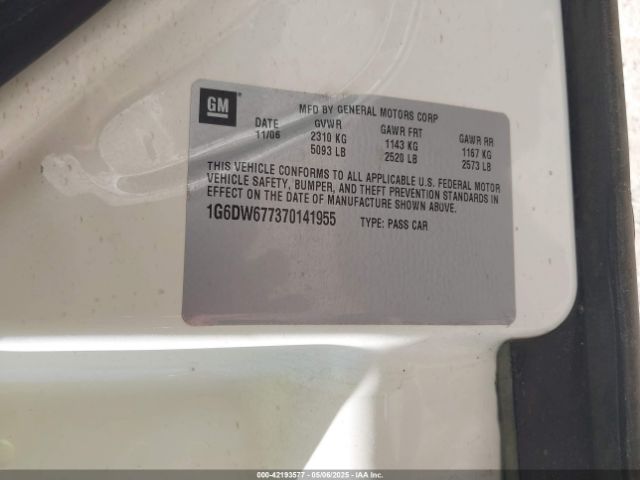 GM
MFD BY GENERAL MOTORS CORP
DATE GVWR GAWR FRT GAWR RR
11/06 2310 KG 1143 KG 1167 KG
5093 LB 2520 LB 2573 LB
THIS VEHICLE CONFORMS TO ALL APPLICABLE U.S. FEDERAL MOTOR
VEHICLE SAFETY, BUMPER, AND THEFT PREVENTION STANDARDS IN
EFFECT ON THE DATE OF MANUFACTURE SHOWN ABOVE.
1G6DW677370141955 TYPE: PASS CAR
000-42193577 - 05/06/2025 - IAAI.COM